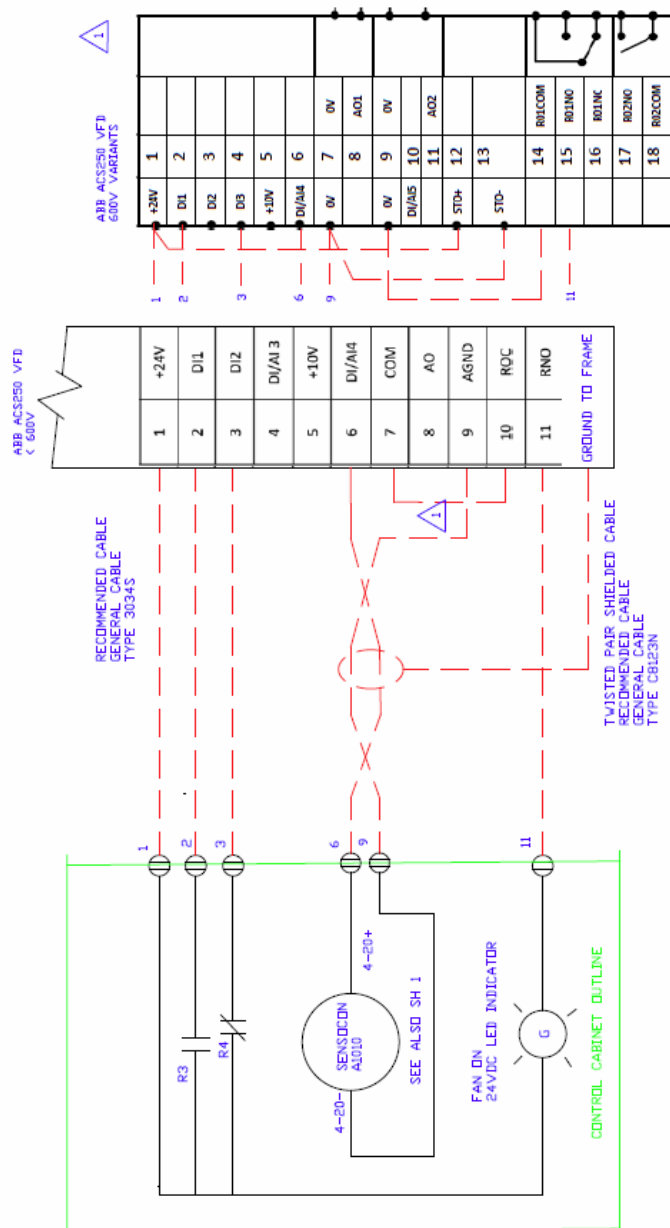 ABB ACS250 VFD
600V VARIANTS
1
+24V 1
DI1 2
DI2 3
DI3 4
+10V 5
DI/AI4 6
0V 7 0V
8 AO1
0V 9 0V
DI/AI5 10
11 AO2
STO+ 12
STO- 13
14 R01COM
15 R01NO
16 R01NC
17 R02NO
18 R02COM
1
2
3
6
9
11
ABB ACS250 VFD
< 600V
1 +24V
2 DI1
3 DI2
4 DI/AI 3
5 +10V
6 DI/AI4
7 COM
8 AO
9 AGND
10 ROC
11 RNO
GROUND TO FRAME
1
RECOMMENDED CABLE
GENERAL CABLE
TYPE 3034S
TWISTED PAIR SHIELDED CABLE
RECOMMENDED CABLE
GENERAL CABLE
TYPE C8123N
1
2
3
6
9
11
R3
R4
4-20-
SENSOCON
A1010
4-20+
SEE ALSO SH 1
FAN ON
24VDC LED INDICATOR
G
CONTROL CABINET OUTLINE